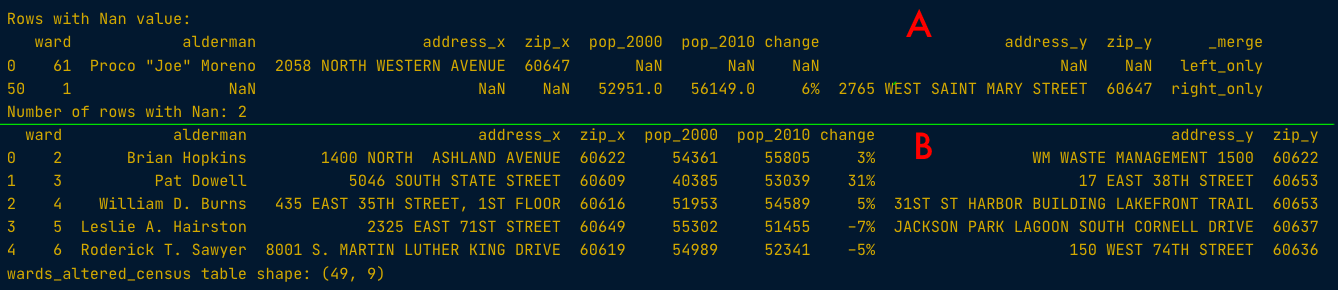 Rows with Nan value:
A
ward alderman address_x zip_x pop_2000 pop_2010 change address_y zip_y _merge
0 61 Proco "Joe" Moreno 2058 NORTH WESTERN AVENUE 60647 NaN NaN NaN NaN NaN left_only
50 1 NaN NaN NaN 52951.0 56149.0 6% 2765 WEST SAINT MARY STREET 60647 right_only
Number of rows with Nan: 2
ward alderman address_x zip_x pop_2000 pop_2010 change address_y zip_y
B
0 2 Brian Hopkins 1400 NORTH  ASHLAND AVENUE 60622 54361 55805 3% WM WASTE MANAGEMENT 1500 60622
1 3 Pat Dowell 5046 SOUTH STATE STREET 60609 40385 53039 31% 17 EAST 38TH STREET 60653
2 4 William D. Burns 435 EAST 35TH STREET, 1ST FLOOR 60616 51953 54589 5% 31ST ST HARBOR BUILDING LAKEFRONT TRAIL 60653
3 5 Leslie A. Hairston 2325 EAST 71ST STREET 60649 55302 51455 -7% JACKSON PARK LAGOON SOUTH CORNELL DRIVE 60637
4 6 Roderick T. Sawyer 8001 S. MARTIN LUTHER KING DRIVE 60619 54989 52341 -5% 150 WEST 74TH STREET 60636
wards_altered_census table shape: (49, 9)